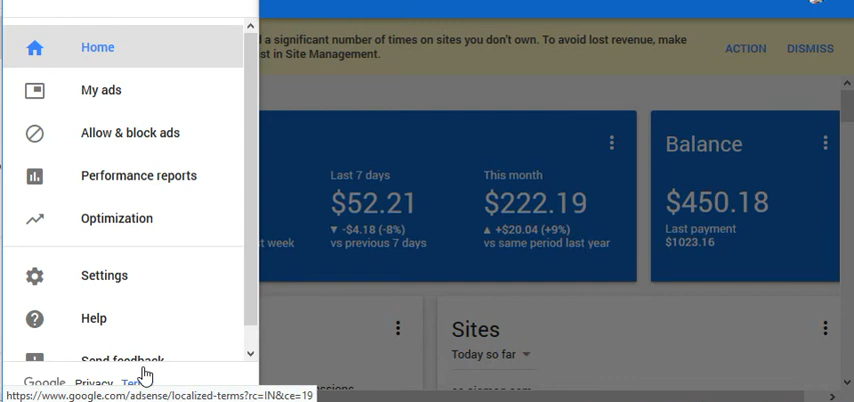 l a significant number of times on sites you don't own. To avoid lost revenue, make
st in Site Management.
ACTION
DISMISS
Home
My ads
Allow & block ads
Performance reports
Optimization
Settings
Help
Send feedback
Google Privacy Ter
https://www.google.com/adsense/localized-terms?rc=IN&ce=19
Last 7 days
$52.21
▼ -$4.18 (-8%)
vs previous 7 days
This month
$222.19
▲ +$20.04 (+9%)
vs same period last year
t week
Balance
$450.18
Last payment
$1023.16
Sites
Today so far